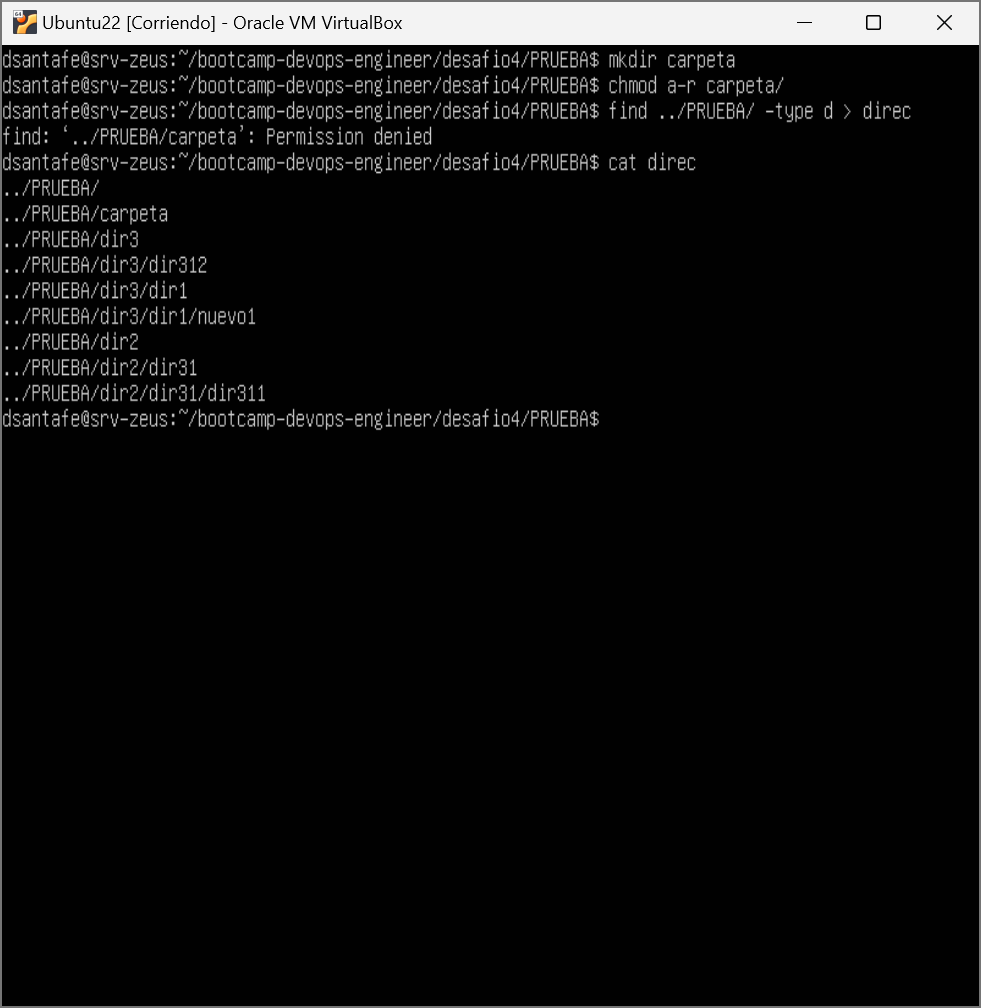 64
Ubuntu22 [Corriendo] - Oracle VM VirtualBox
dsantafe@srv-zeus:~/bootcamp-devops-engineer/desafio4/PRUEBA$ mkdir carpeta
dsantafe@srv-zeus:~/bootcamp-devops-engineer/desafio4/PRUEBA$ chmod a-r carpeta/
dsantafe@srv-zeus:~/bootcamp-devops-engineer/desafio4/PRUEBA$ find ../PRUEBA/ -type d > direc
find: ‘../PRUEBA/carpeta’: Permission denied
dsantafe@srv-zeus:~/bootcamp-devops-engineer/desafio4/PRUEBA$ cat direc
../PRUEBA/
../PRUEBA/carpeta
../PRUEBA/dir3
../PRUEBA/dir3/dir312
../PRUEBA/dir3/dir1
../PRUEBA/dir3/dir1/nuevo1
../PRUEBA/dir2
../PRUEBA/dir2/dir31
../PRUEBA/dir2/dir31/dir311
dsantafe@srv-zeus:~/bootcamp-devops-engineer/desafio4/PRUEBA$